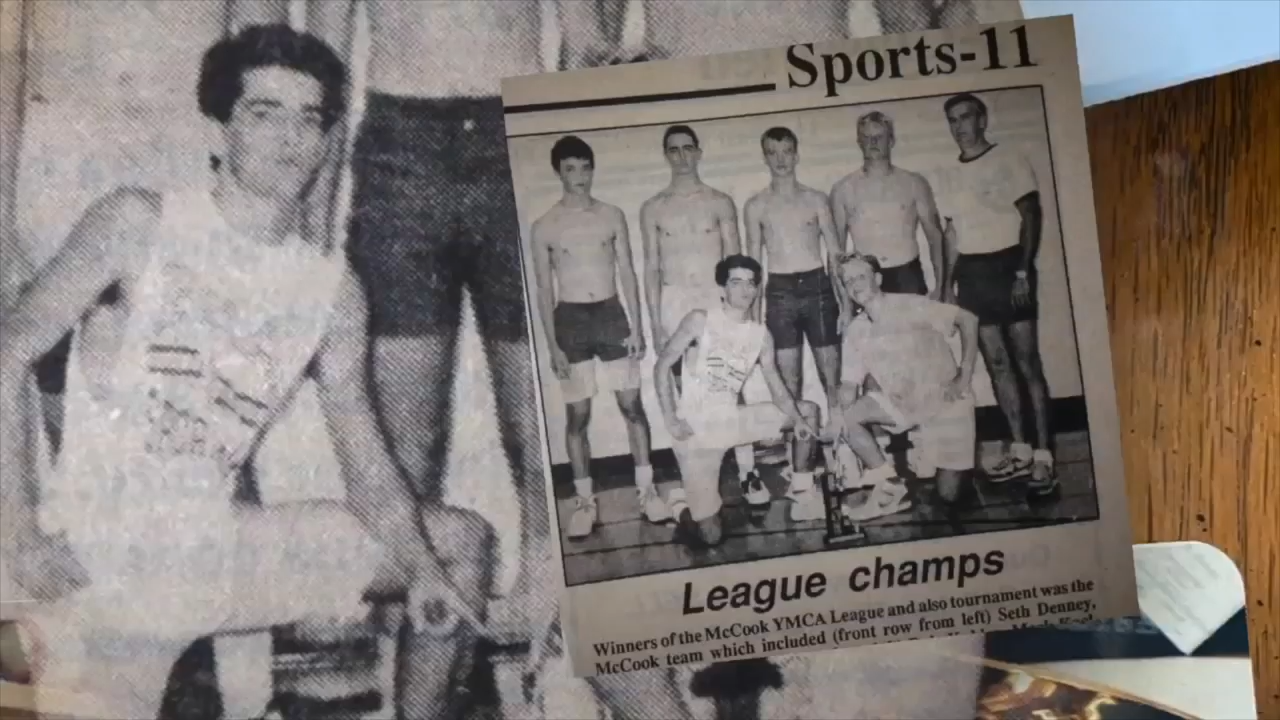 Sports-11
League champs
Winners of the McCook YMCA League and also tournament was the
McCook team which included (front row from left) Seth Denney,